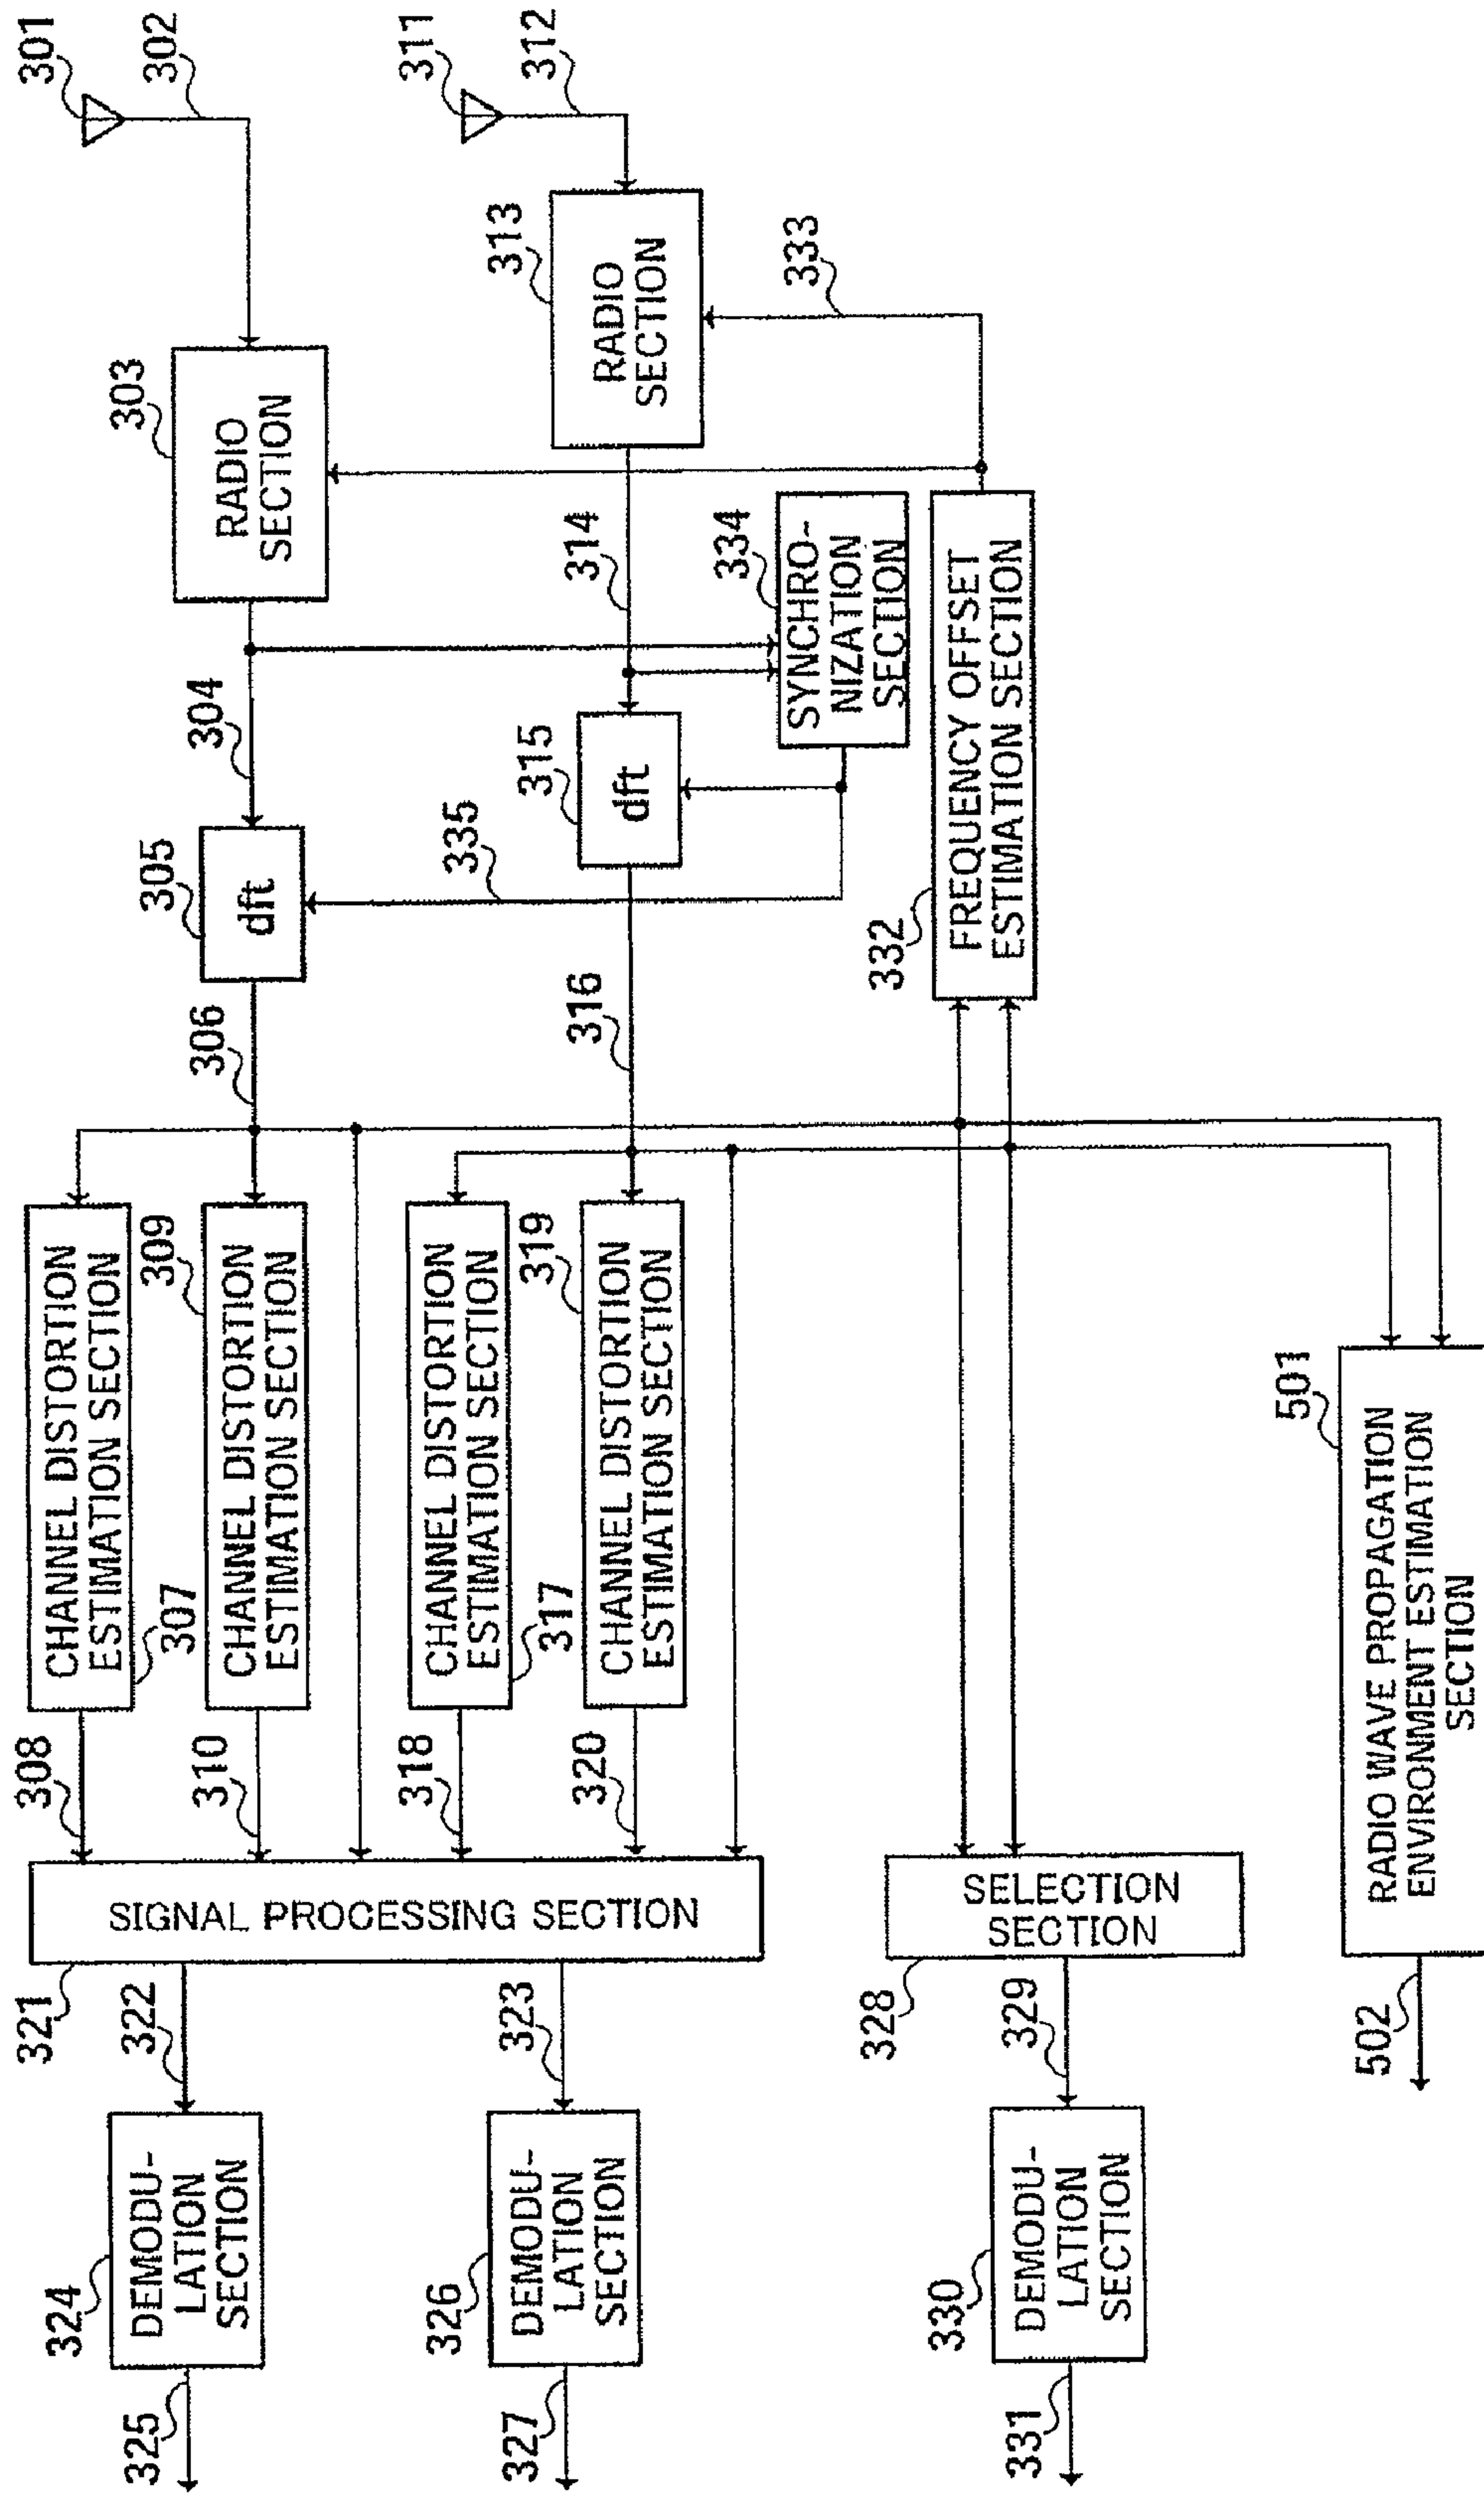 301
302
303
RADIO
SECTION
304
305
dft
306
CHANNEL DISTORTION
ESTIMATION SECTION
307
308
309
CHANNEL DISTORTION
ESTIMATION SECTION
310
311
312
313
RADIO
SECTION
333
314
315
dft
335
334
SYNCHRO-
NIZATION
SECTION
316
332
FREQUENCY OFFSET
ESTIMATION SECTION
CHANNEL DISTORTION
ESTIMATION SECTION
317
318
319
CHANNEL DISTORTION
ESTIMATION SECTION
320
SIGNAL PROCESSING SECTION
321
322
323
SELECTION
SECTION
328
329
501
RADIO WAVE PROPAGATION
ENVIRONMENT ESTIMATION
SECTION
502
324
DEMODU-
LATION
SECTION
325
326
DEMODU-
LATION
SECTION
327
330
DEMODU-
LATION
SECTION
331